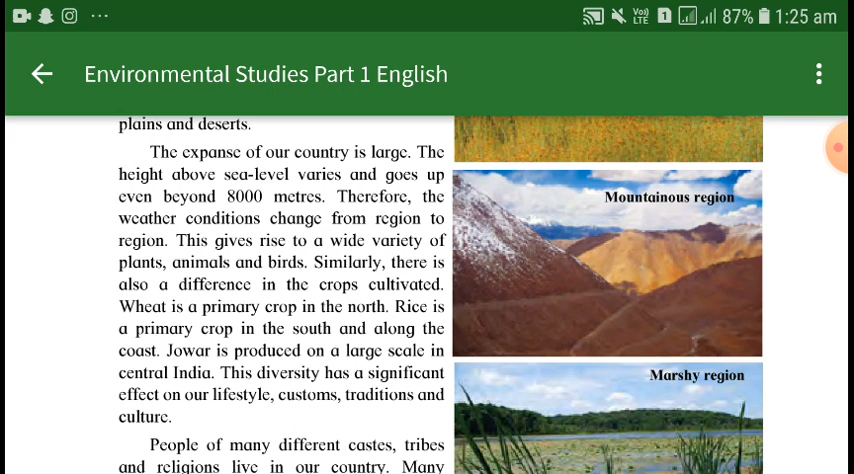 VoD LTE 1 87% 1:25 am
Environmental Studies Part 1 English
plains and deserts.
The expanse of our country is large. The
height above sea-level varies and goes up
even beyond 8000 metres. Therefore, the
weather conditions change from region to
region. This gives rise to a wide variety of
plants, animals and birds. Similarly, there is
also a difference in the crops cultivated.
Wheat is a primary crop in the north. Rice is
a primary crop in the south and along the
coast. Jowar is produced on a large scale in
central India. This diversity has a significant
effect on our lifestyle, customs, traditions and
culture.
People of many different castes, tribes
and religions live in our country. Many
Mountainous region
Marshy region